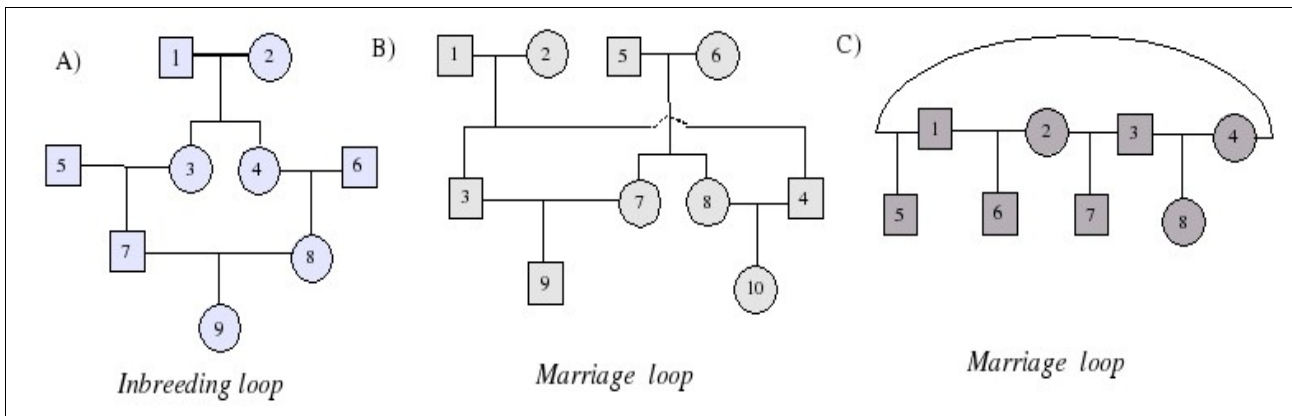 A)
1 2
3 4
5 6
7 8
9
Inbreeding loop
B)
1 2 5 6
3 7 8 4
9 10
Marriage loop
C)
1 2 3 4
5 6 7 8
Marriage loop